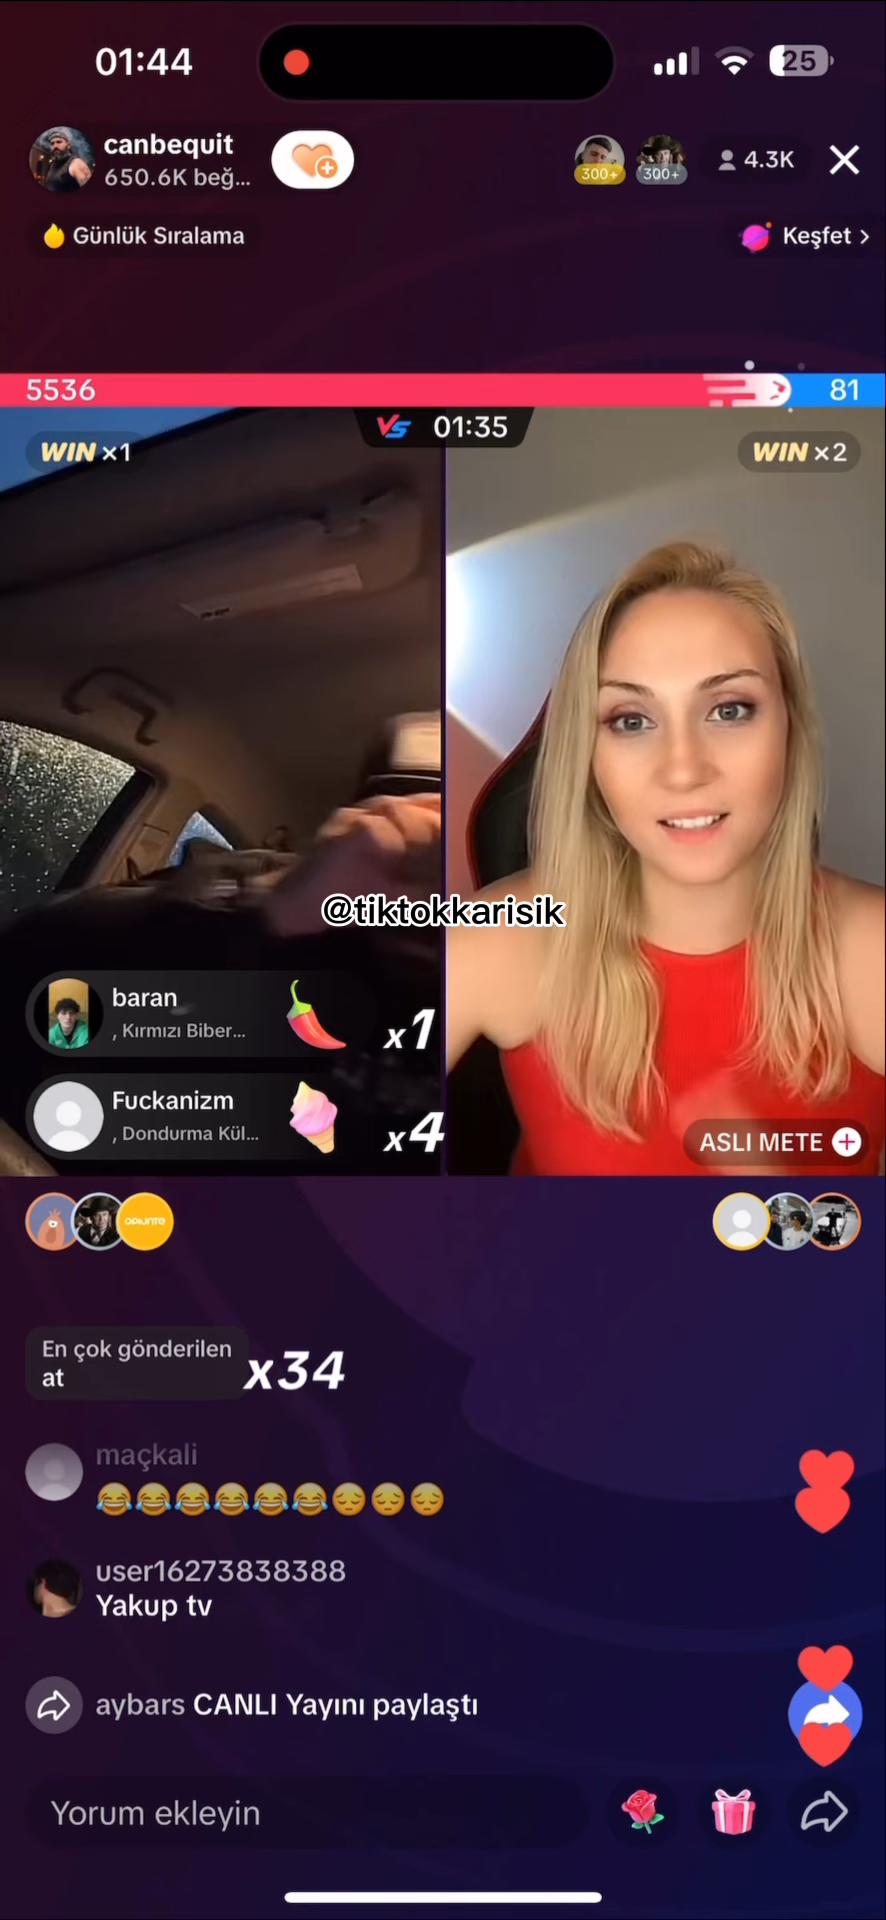 01:44
25
canbequit
650.6K beğ...
300+
300+
4.3K
Günlük Sıralama
Keşfet >
5536
81
VS 01:35
WIN x1
WIN x2
@tiktokkarisik
baran
, Kırmızı Biber...
x1
Fuckanizm
, Dondurma Kül...
x4
ASLI METE
En çok gönderilen
at
x34
maçkali
😂😂😂😂😂😂😔😔😔
user16273838388
Yakup tv
aybars CANLI Yayını paylaştı
Yorum ekleyin